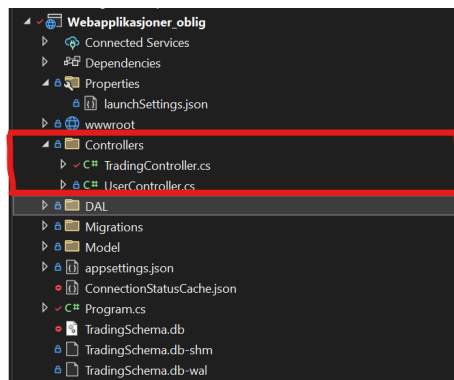 Webapplikasjoner_oblig
Connected Services
Dependencies
Properties
launchSettings.json
wwwroot
Controllers
C# TradingController.cs
C# UserController.cs
DAL
Migrations
Model
appsettings.json
ConnectionStatusCache.json
C# Program.cs
TradingSchema.db
TradingSchema.db-shm
TradingSchema.db-wal